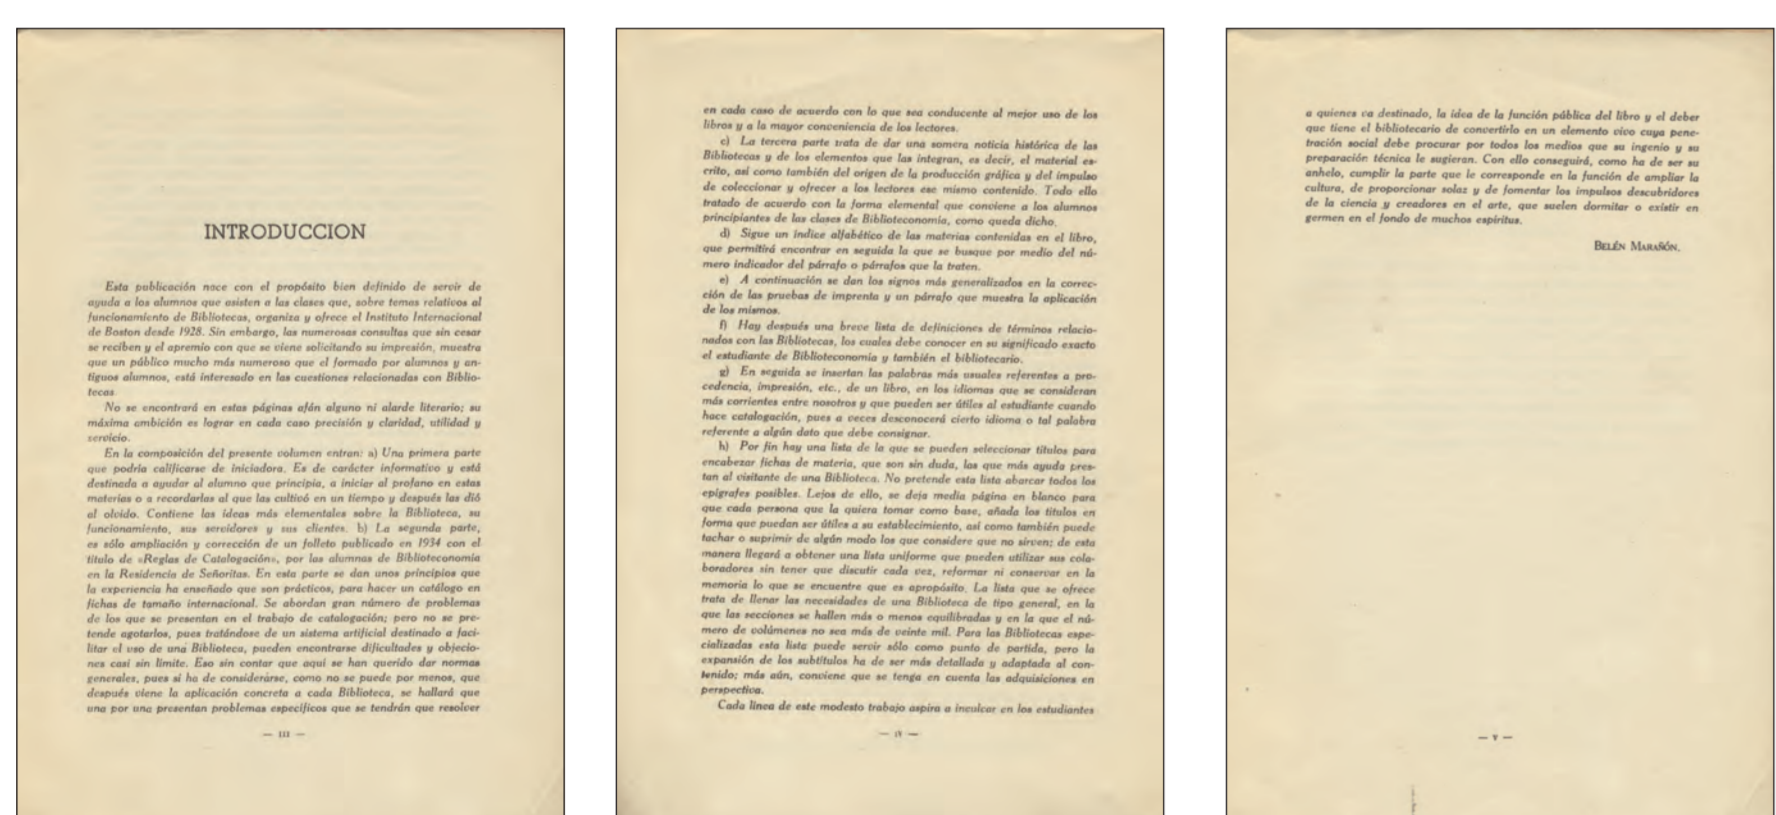 INTRODUCCION
Esta publicación nace con el propósito bien definido de servir de
ayuda a los alumnos que asisten a las clases que, sobre temas relativos al
funcionamiento de Bibliotecas, organiza y ofrece el Instituto Internacional
de Boston desde 1928. Sin embargo, las numerosas consultas que sin cesar
se reciben y el apremio con que se viene solicitando su impresión, muestra
que un público mucho más numeroso que el formado por alumnos y an-
tiguos alumnos, está interesado en las cuestiones relacionadas con Biblio-
tecas.
No se encontrará en estas páginas afán alguno ni alarde literario; su
máxima ambición es lograr en cada caso precisión y claridad, utilidad y
servicio.
En la composición del presente volumen entran: a) Una primera parte
que podría calificarse de iniciadora. Es de carácter informativo y está
destinada a ayudar al alumno que principia, a iniciar al profano en estas
materias o a recordarlas al que las cultivó en un tiempo y después las dió
al olvido. Contiene las ideas más elementales sobre la Biblioteca, su
funcionamiento, sus servidores y sus clientes. b) La segunda parte,
es sólo ampliación y corrección de un folleto publicado en 1934 con el
título de «Reglas de Catalogación», por las alumnas de Biblioteconomía
en la Residencia de Señoritas. En esta parte se dan unos principios que
la experiencia ha enseñado que son prácticos, para hacer un catálogo en
fichas de tamaño internacional. Se abordan gran número de problemas
de los que se presentan en el trabajo de catalogación; pero no se pre-
tende agotarlos, pues tratándose de un sistema artificial destinado a faci-
litar el uso de una Biblioteca, pueden encontrarse dificultades y objecio-
nes casi sin límite. Eso sin contar que aquí se han querido dar normas
generales, pues si ha de considerarse, como no se puede por menos, que
después viene la aplicación concreta a cada Biblioteca, se hallará que
una por una presentan problemas específicos que se tendrán que resolver
— III —
en cada caso de acuerdo con lo que sea conducente al mejor uso de los
libros y a la mayor conveniencia de los lectores.
c) La tercera parte trata de dar una somera noticia histórica de las
Bibliotecas y de los elementos que las integran, es decir, el material es-
crito, así como también del origen de la producción gráfica y del impulso
de coleccionar y ofrecer a los lectores ese mismo contenido. Todo ello
tratado de acuerdo con la forma elemental que conviene a los alumnos
principiantes de las clases de Biblioteconomía, como queda dicho.
d) Sigue un índice alfabético de las materias contenidas en el libro,
que permitirá encontrar en seguida la que se busque por medio del nú-
mero indicador del párrafo o párrafos que la traten.
e) A continuación se dan los signos más generalizados en la correc-
ción de las pruebas de imprenta y un párrafo que muestra la aplicación
de los mismos.
f) Hay después una breve lista de definiciones de términos relacio-
nados con las Bibliotecas, los cuales debe conocer en su significado exacto
el estudiante de Biblioteconomía y también el bibliotecario.
g) En seguida se insertan las palabras más usuales referentes a pro-
cedencia, impresión, etc., de un libro, en los idiomas que se consideran
más corrientes entre nosotros y que pueden ser útiles al estudiante cuando
hace catalogación, pues a veces desconocerá cierto idioma o tal palabra
referente a algún dato que debe consignar.
h) Por fin hay una lista de la que se pueden seleccionar títulos para
encabezar fichas de materia, que son sin duda, las que más ayuda pres-
tan al visitante de una Biblioteca. No pretende esta lista abarcar todos los
epígrafes posibles. Lejos de ello, se deja media página en blanco para
que cada persona que la quiera tomar como base, añada los títulos en
forma que puedan ser útiles a su establecimiento, así como también puede
tachar o suprimir de algún modo los que considere que no sirven; de esta
manera llegará a obtener una lista uniforme que pueden utilizar sus cola-
boradores sin tener que discutir cada vez, reformar ni conservar en la
memoria lo que se encuentre que es apropósito. La lista que se ofrece
trata de llenar las necesidades de una Biblioteca de tipo general, en la
que las secciones se hallen más o menos equilibradas y en la que el nú-
mero de volúmenes no sea más de veinte mil. Para las Bibliotecas espe-
cializadas esta lista puede servir sólo como punto de partida, pero la
expansión de los subtítulos ha de ser más detallada y adaptada al con-
tenido; más aún, conviene que se tenga en cuenta las adquisiciones en
perspectiva.
Cada línea de este modesto trabajo aspira a inculcar en los estudiantes
— IV —
a quienes va destinado, la idea de la función pública del libro y el deber
que tiene el bibliotecario de convertirlo en un elemento vivo cuya pene-
tración social debe procurar por todos los medios que su ingenio y su
preparación técnica le sugieran. Con ello conseguirá, como ha de ser su
anhelo, cumplir la parte que le corresponde en la función de ampliar la
cultura, de proporcionar solaz y de fomentar los impulsos descubridores
de la ciencia y creadores en el arte, que suelen dormitar o existir en
germen en el fondo de muchos espíritus.
BELÉN MARAÑÓN.
— V —